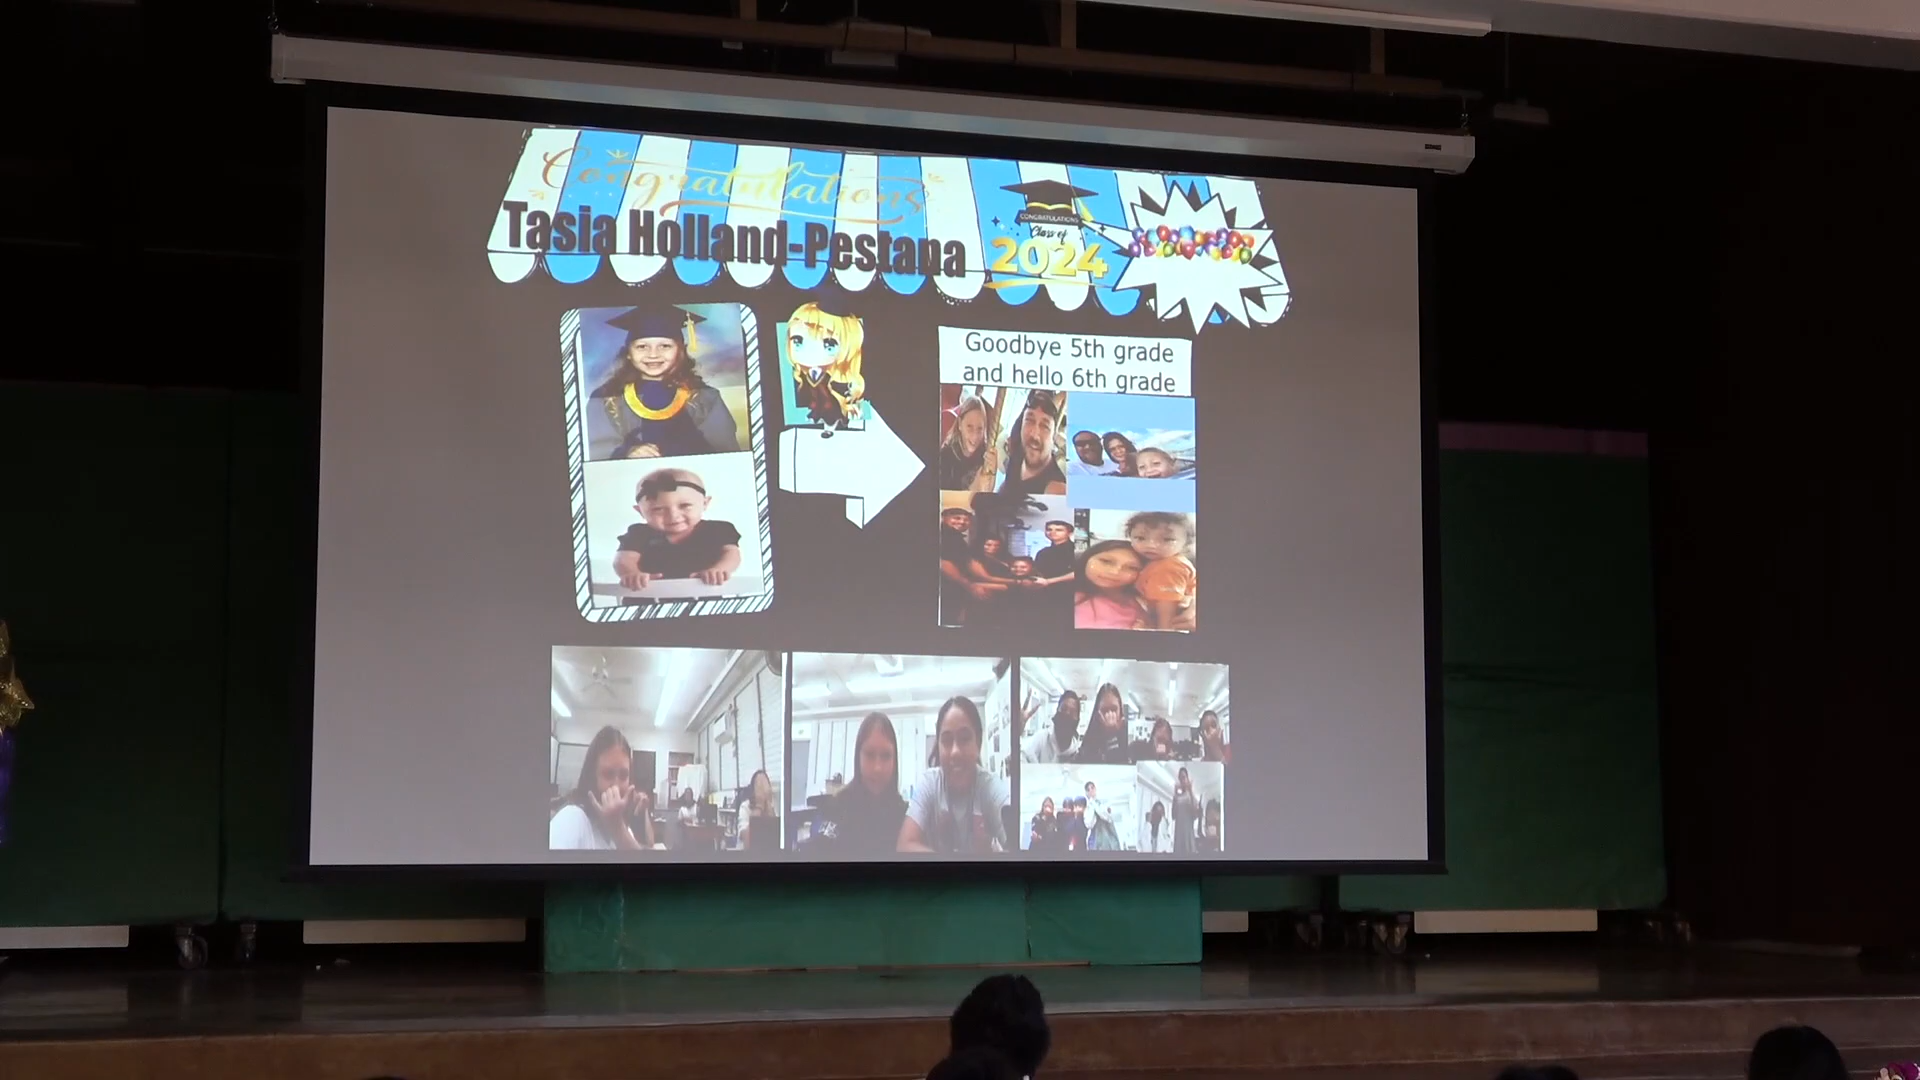 Congratulations
Tasia Holland-Pestana
CONGRATULATIONS
Class of
2024
Goodbye 5th grade
and hello 6th grade